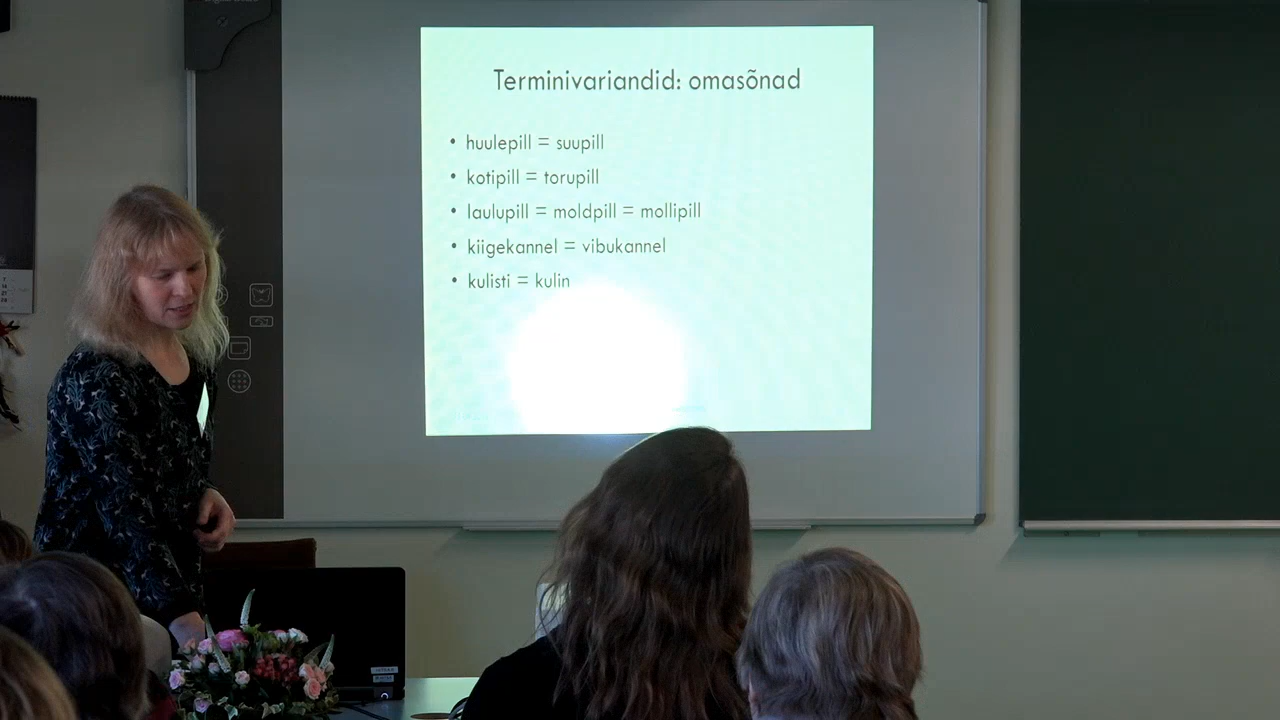 Terminivariandid: omasõnad
• huulepill = suupill
• kotipill = torupill
• laulupill = moldpill = mollipill
• kiigekannel = vibukannel
• kulisti = kulin